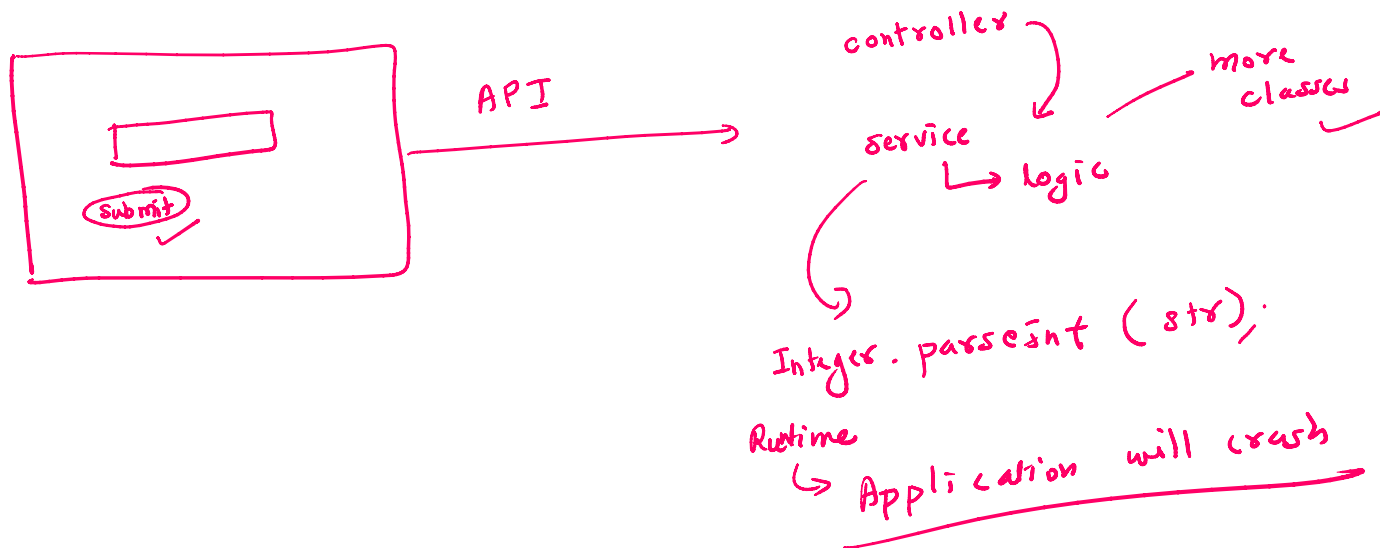 submit
API
controller
service
logic
more
classes
Integer. parseint (str);
Runtime
Application will crash